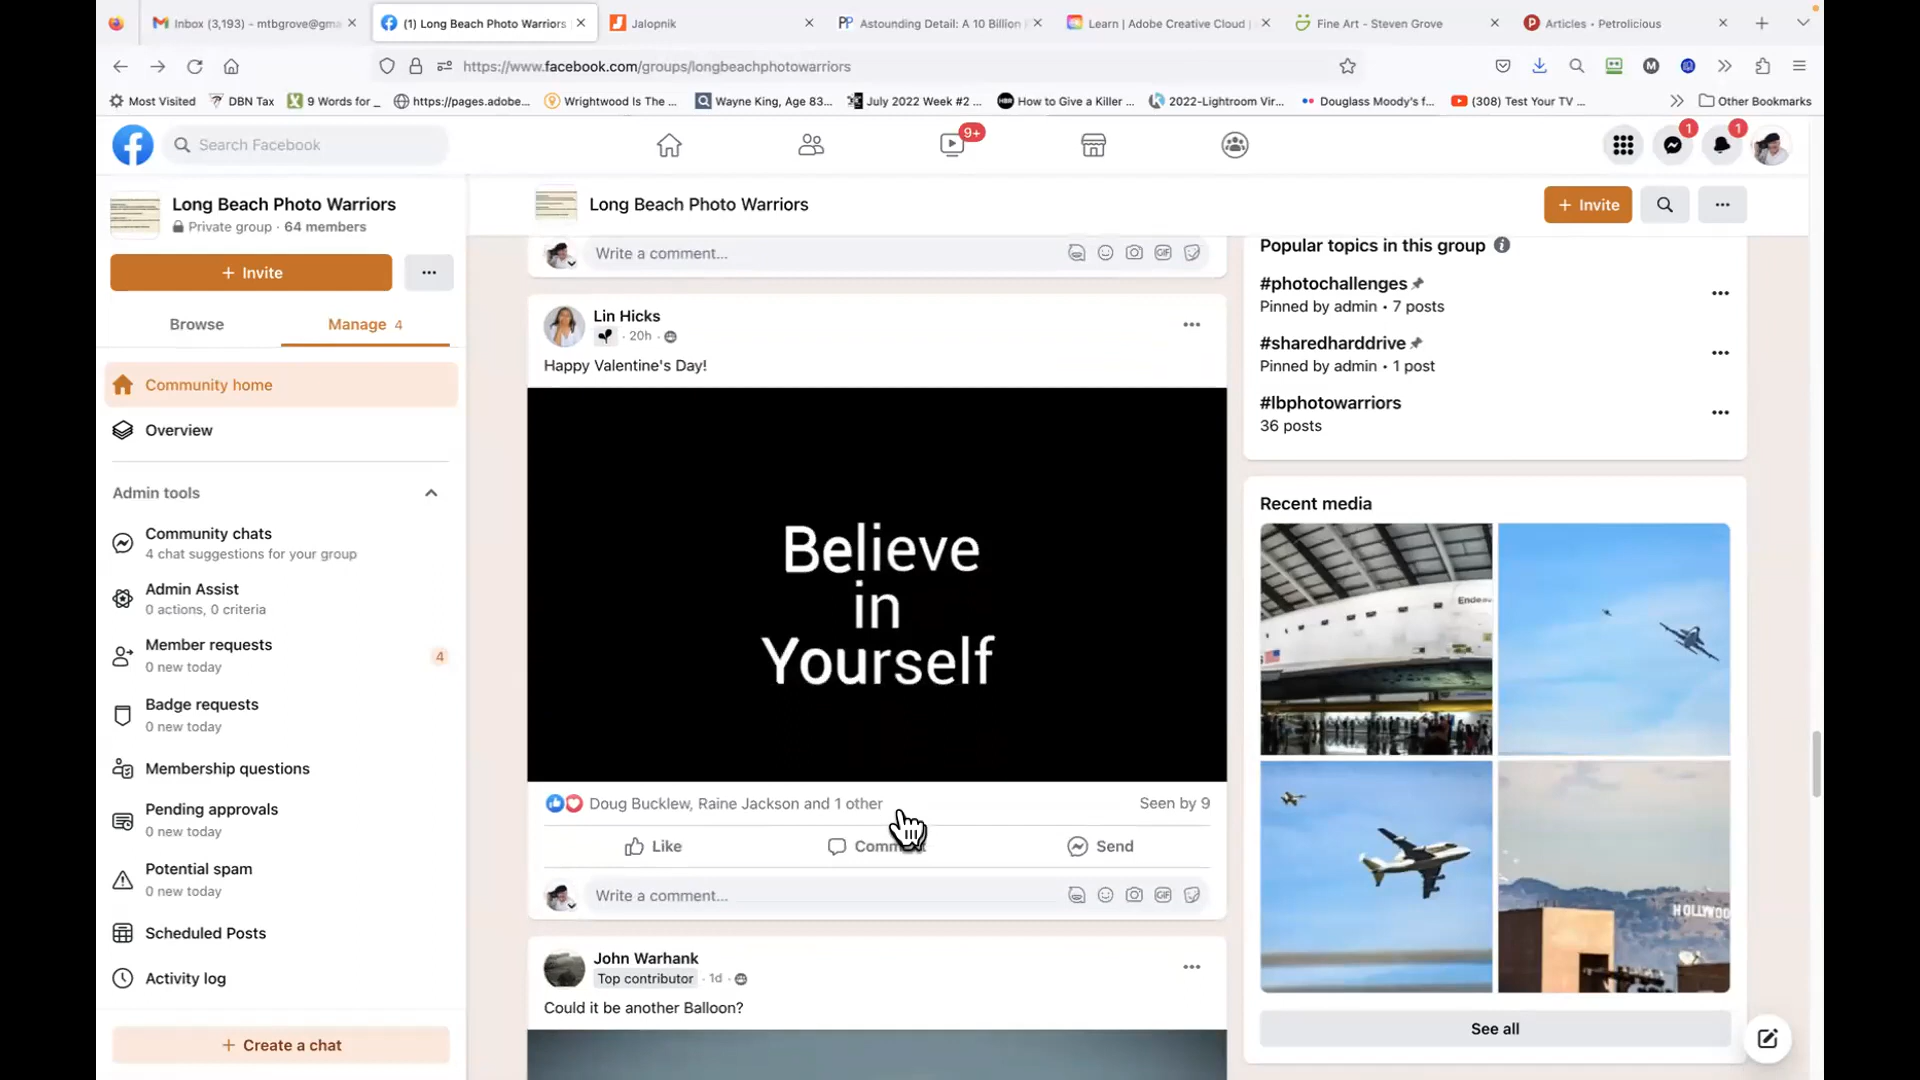 Inbox (3,193) - mtbgrove@gma
(1) Long Beach Photo Warriors
Jalopnik
Astounding Detail: A 10 Billion
Learn | Adobe Creative Cloud |
Fine Art - Steven Grove
Articles • Petrolicious
https://www.facebook.com/groups/longbeachphotowarriors
Most Visited
DBN Tax
9 Words for _
https://pages.adobe...
Wrightwood Is The ...
Wayne King, Age 83...
July 2022 Week #2 ...
How to Give a Killer ...
2022-Lightroom Vir...
Douglass Moody's f...
(308) Test Your TV ...
Other Bookmarks
Search Facebook
9+
1
1
Long Beach Photo Warriors
Private group · 64 members
+ Invite
Browse
Manage 4
Community home
Overview
Admin tools
Community chats
4 chat suggestions for your group
Admin Assist
0 actions, 0 criteria
Member requests
0 new today
4
Badge requests
0 new today
Membership questions
Pending approvals
0 new today
Potential spam
0 new today
Scheduled Posts
Activity log
+ Create a chat
Long Beach Photo Warriors
+ Invite
Write a comment...
GIF
Lin Hicks
· 20h ·
Happy Valentine's Day!
Believe
in
Yourself
Doug Bucklew, Raine Jackson and 1 other
Seen by 9
Like
Comment
Send
Write a comment...
GIF
John Warhank
Top contributor · 1d ·
Could it be another Balloon?
Popular topics in this group
#photochallenges
Pinned by admin • 7 posts
#sharedharddrive
Pinned by admin • 1 post
#lbphotowarriors
36 posts
Recent media
Endeav
HOLLYWOO
See all